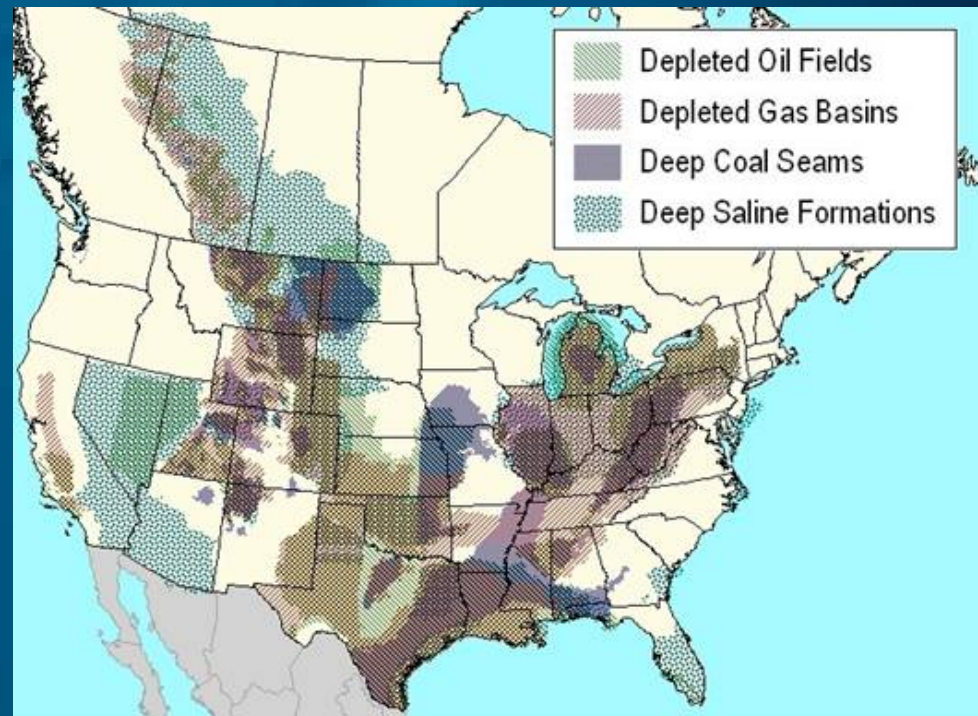 Depleted Oil Fields
Depleted Gas Basins
Deep Coal Seams
Deep Saline Formations